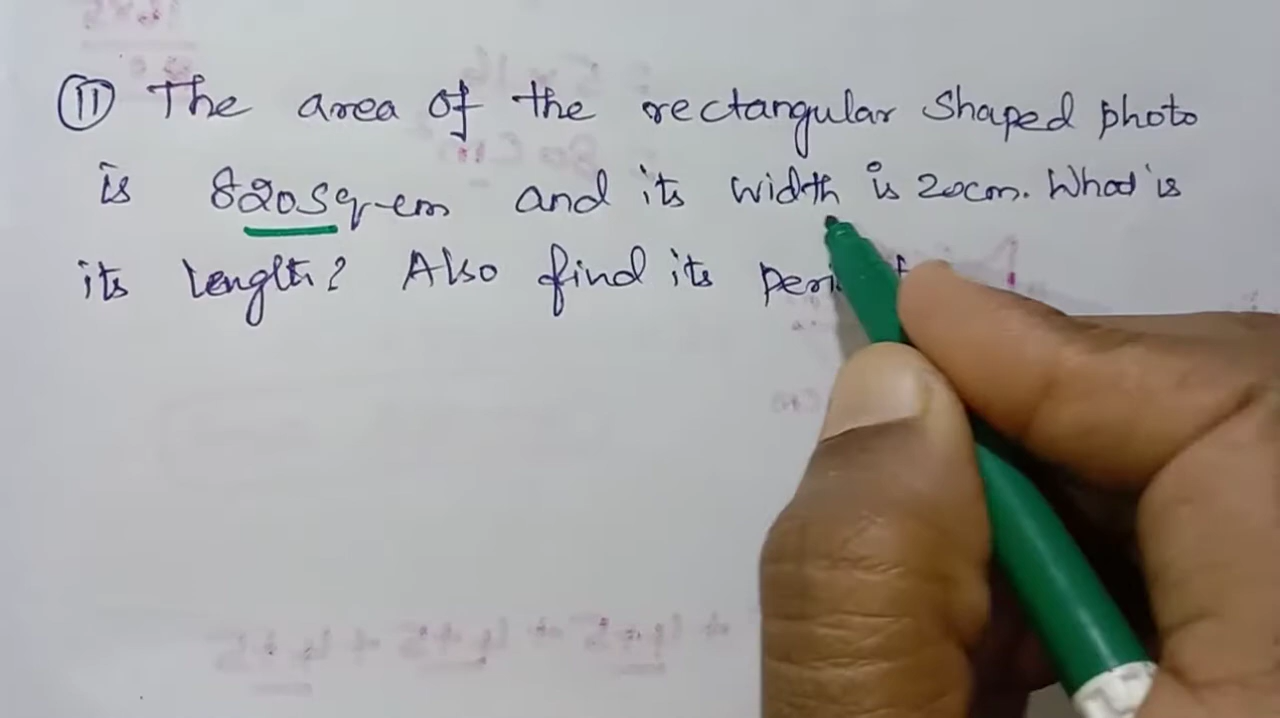 11 The area of the rectangular shaped photo
is 820 sq-cm and its width is 20cm. What is
its length? Also find its